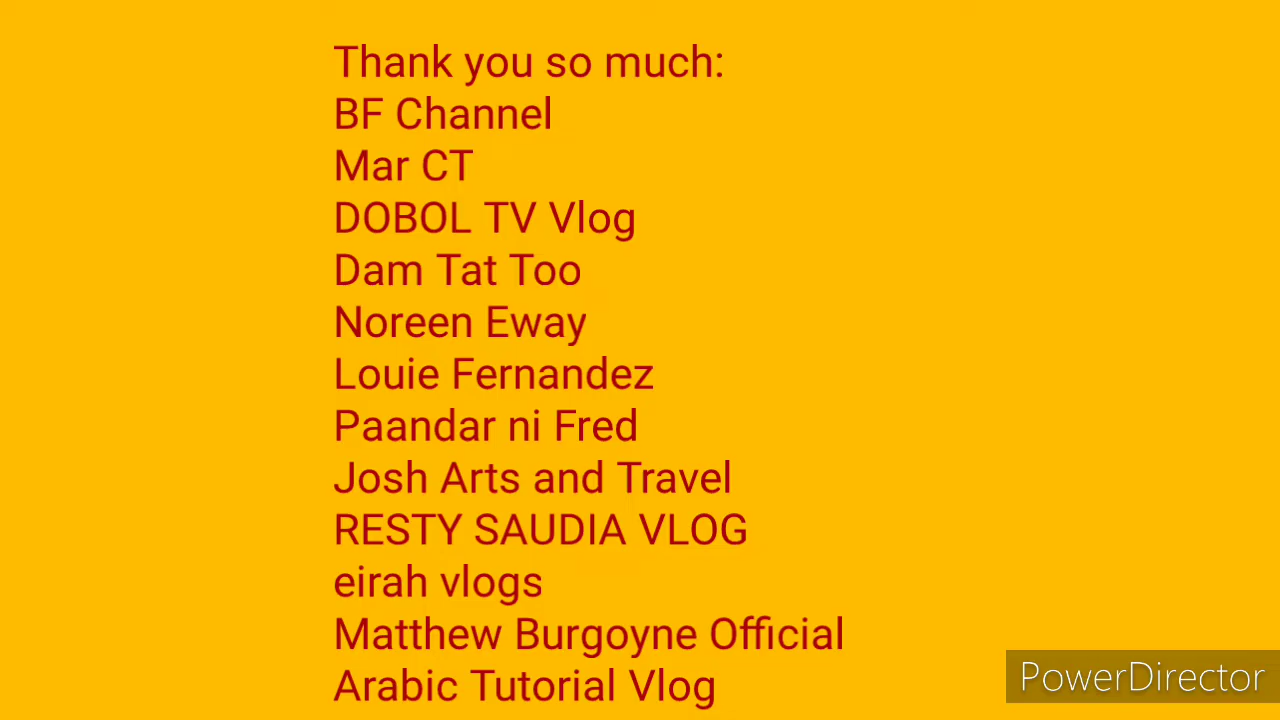 Thank you so much:
BF Channel
Mar CT
DOBOL TV Vlog
Dam Tat Too
Noreen Eway
Louie Fernandez
Paandar ni Fred
Josh Arts and Travel
RESTY SAUDIA VLOG
eirah vlogs
Matthew Burgoyne Official
Arabic Tutorial Vlog
PowerDirector